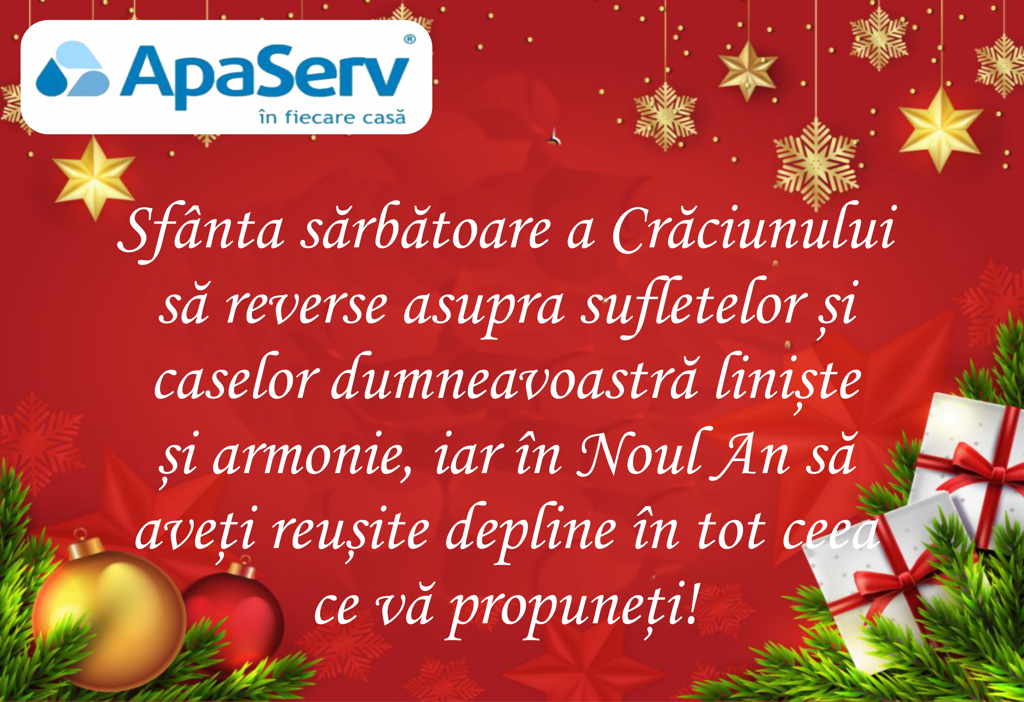 ApaServ®
în fiecare casă
Sfânta sărbătoare a Crăciunului
să reverse asupra sufletelor și
caselor dumneavoastră liniște
și armonie, iar în Noul An să
aveți reușite depline în tot ceea
ce vă propuneți!